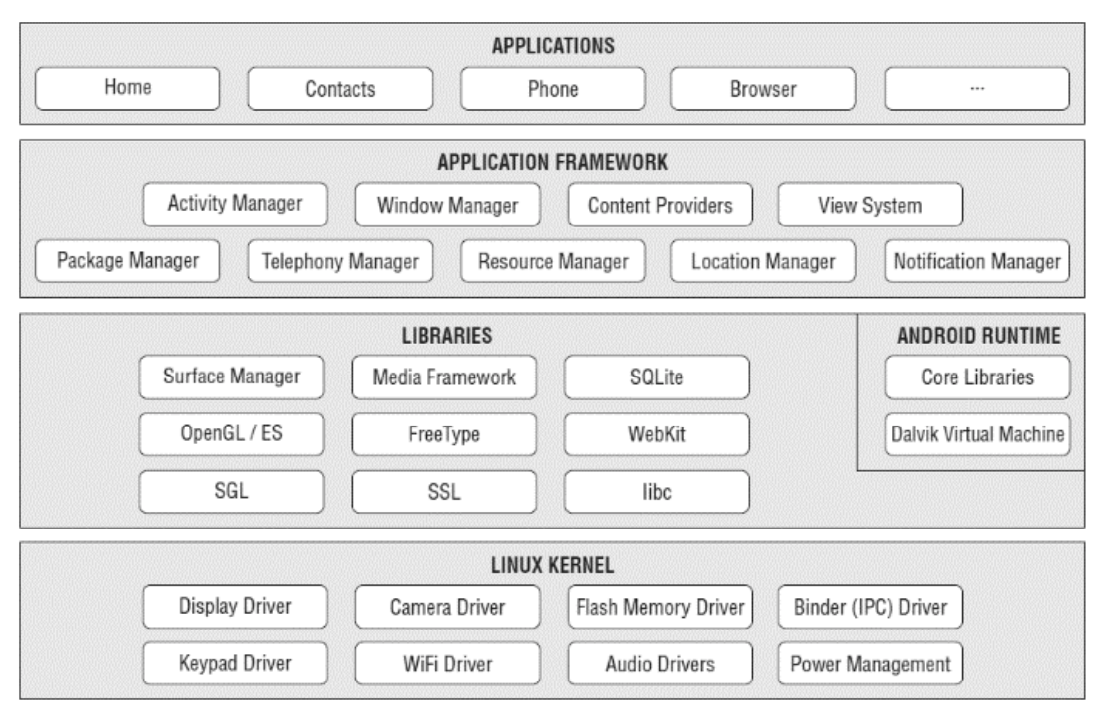 APPLICATIONS
Home
Contacts
Phone
Browser
...
APPLICATION FRAMEWORK
Activity Manager
Window Manager
Content Providers
View System
Package Manager
Telephony Manager
Resource Manager
Location Manager
Notification Manager
LIBRARIES
Surface Manager
Media Framework
SQLite
OpenGL / ES
FreeType
WebKit
SGL
SSL
libc
ANDROID RUNTIME
Core Libraries
Dalvik Virtual Machine
LINUX KERNEL
Display Driver
Camera Driver
Flash Memory Driver
Binder (IPC) Driver
Keypad Driver
WiFi Driver
Audio Drivers
Power Management